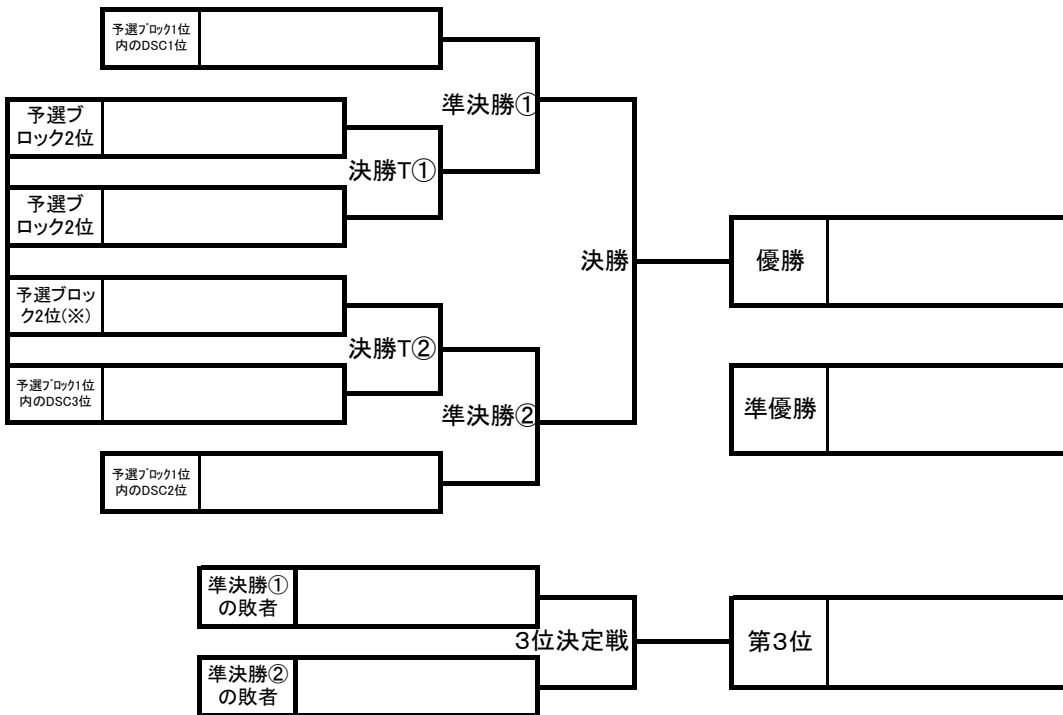 予選ブロック1位
内のDSC1位
準決勝①
予選ブ
ロック2位
決勝T①
予選ブ
ロック2位
決勝
優勝
予選ブロッ
ク2位(※)
決勝T②
予選ブロック1位
内のDSC3位
準決勝②
準優勝
予選ブロック1位
内のDSC2位
準決勝①
の敗者
3位決定戦
第3位
準決勝②
の敗者